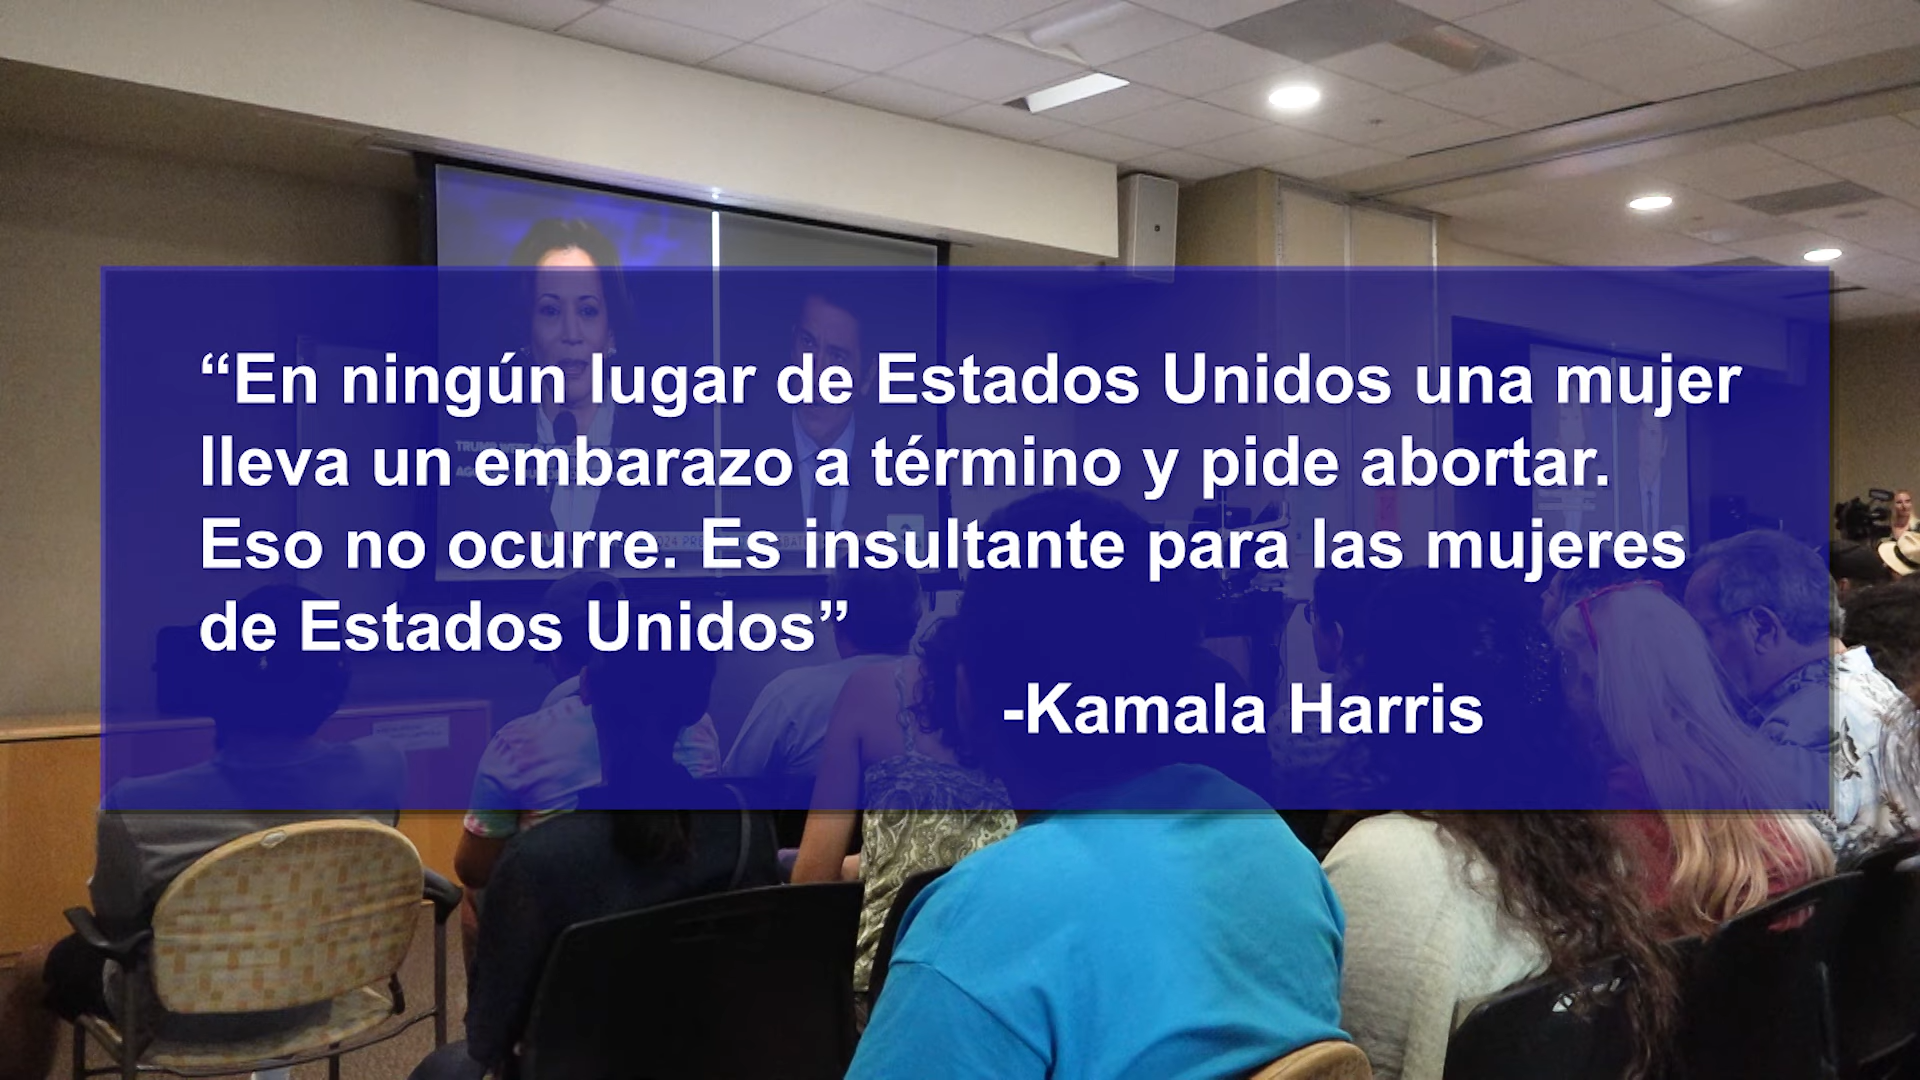 “En ningún lugar de Estados Unidos una mujer
lleva un embarazo a término y pide abortar.
Eso no ocurre. Es insultante para las mujeres
de Estados Unidos”
-Kamala Harris